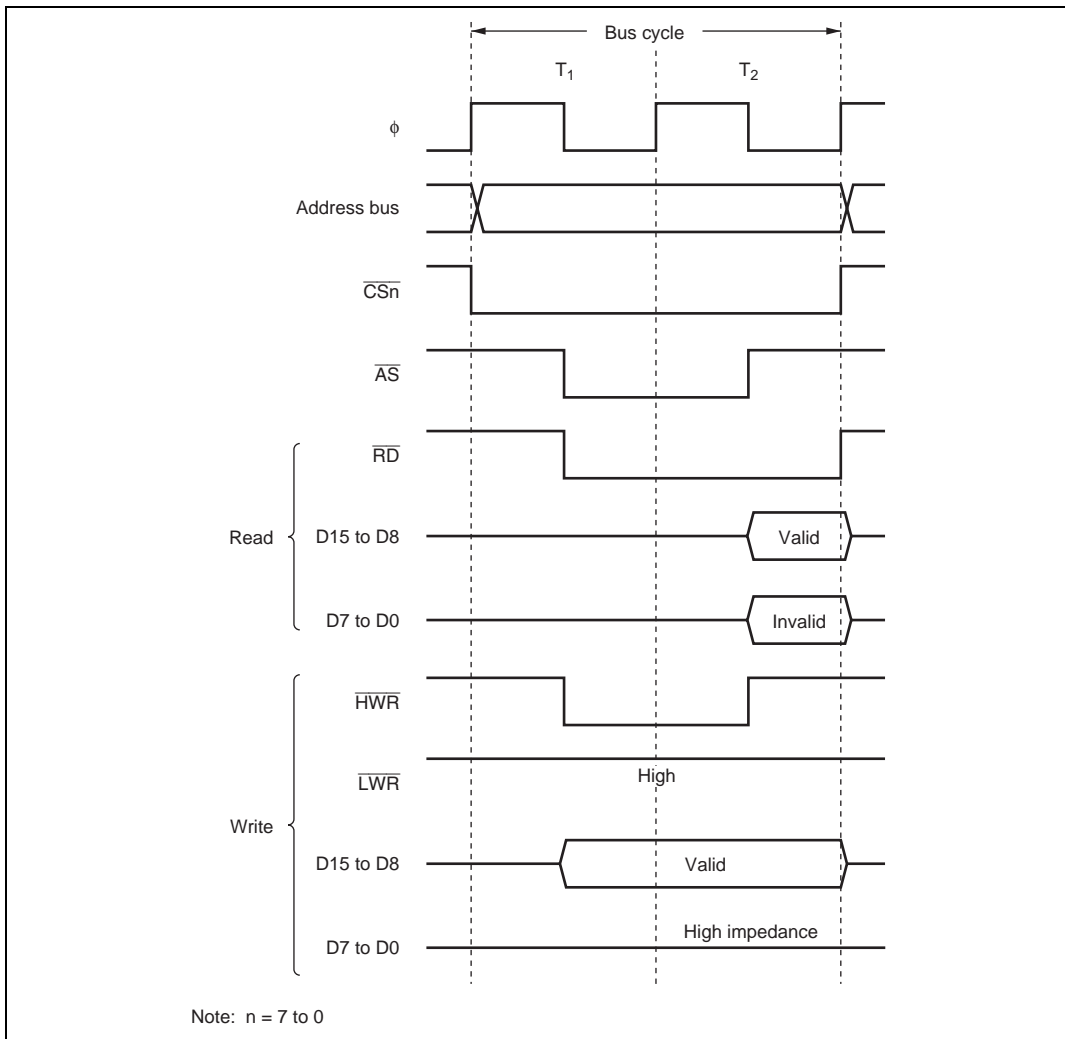 Bus cycle
T1 T2
ϕ
Address bus
CSn
AS
RD
Read
D15 to D8 Valid
D7 to D0 Invalid
HWR
LWR High
Write
D15 to D8 Valid
D7 to D0 High impedance
Note: n = 7 to 0